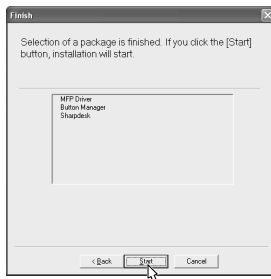 Finish
Selection of a package is finished. If you click the [Start]
button, installation will start.
MFP Driver
Button Manager
Sharpdesk
< Back
Start
Cancel